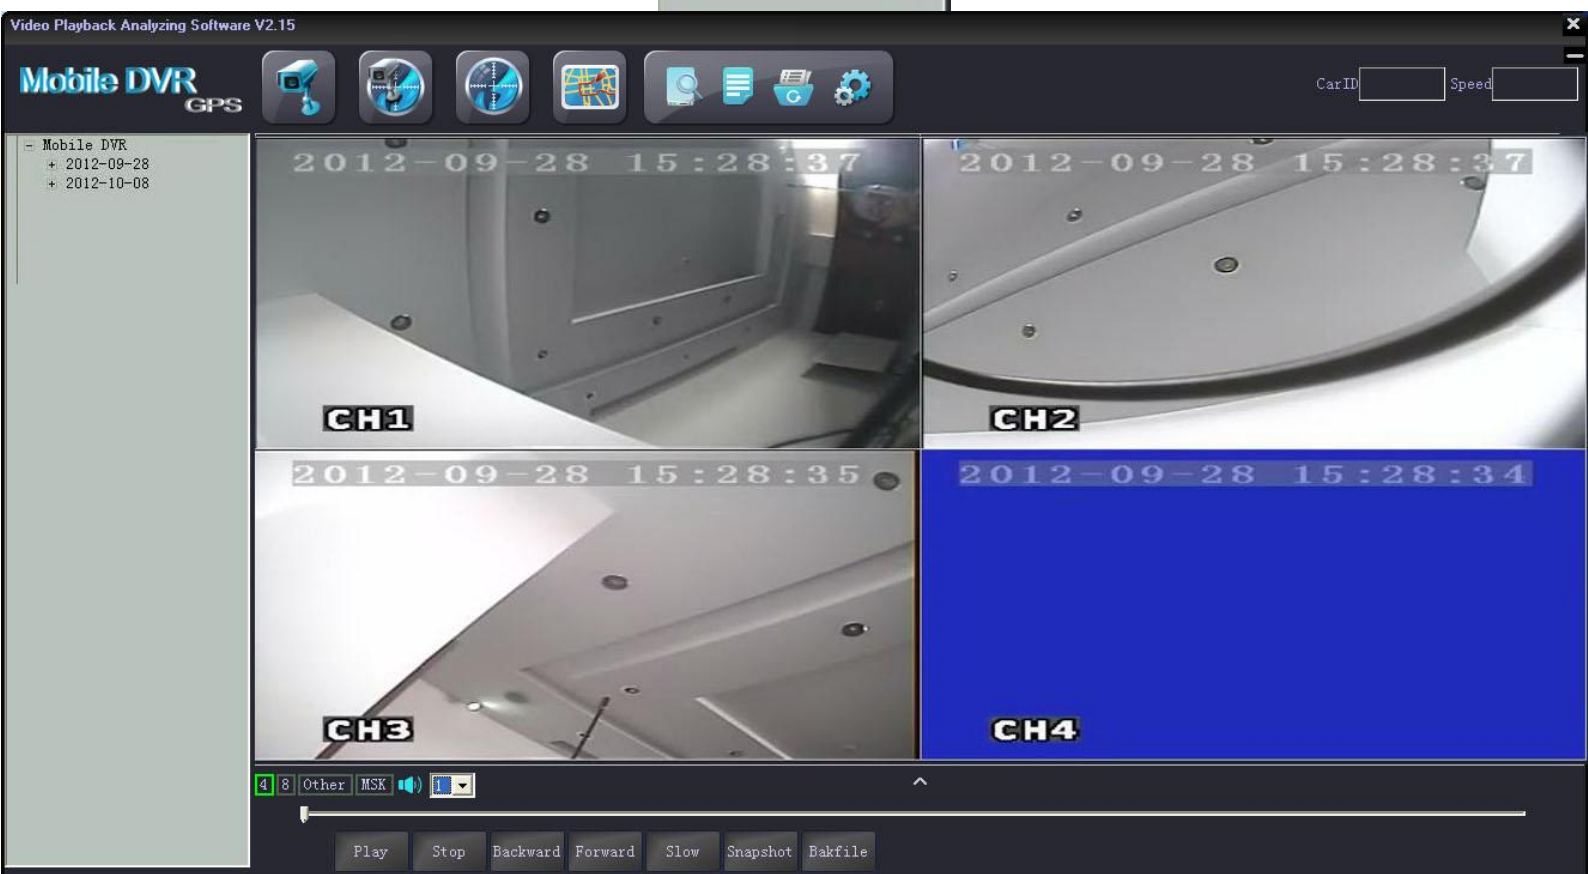 Video Playback Analyzing Software V2.15
Mobile DVR
GPS
CarID
Speed
Mobile DVR
2012-09-28
2012-10-08
2012-09-28 15:28:37
2012-09-28 15:28:37
CH1
CH2
2012-09-28 15:28:35
2012-09-28 15:28:34
CH3
CH4
4 8 Other MSK 1
Play Stop Backward Forward Slow Snapshot Bakfile